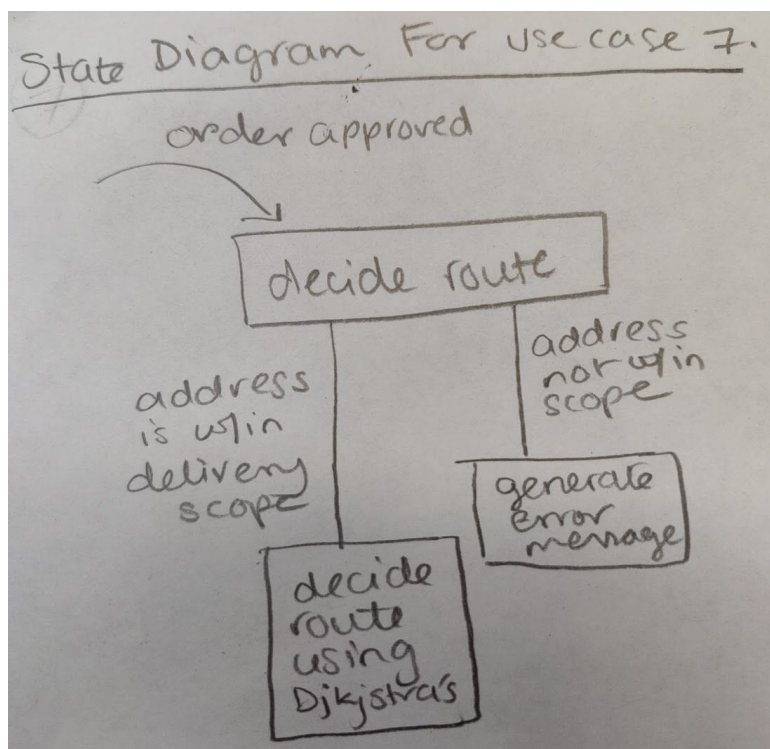 State Diagram For use case 7.
order approved
decide route
address
is w/in
delivery
scope
address
not w/in
scope
generate
error
message
decide
route
using
Djkjstra's